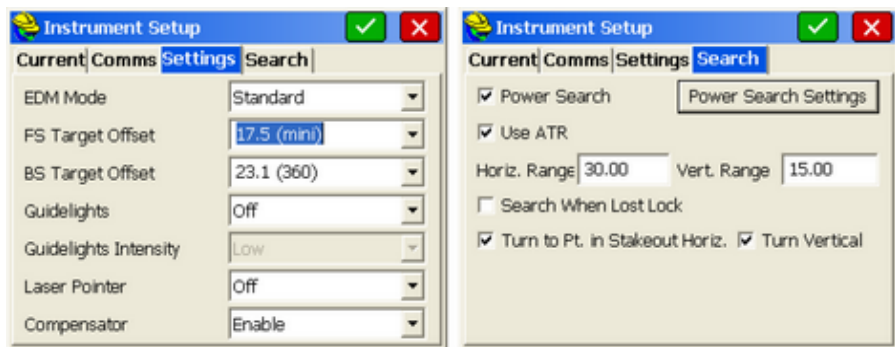 Instrument Setup
Current Comms Settings Search
EDM Mode Standard
FS Target Offset 17.5 (mini)
BS Target Offset 23.1 (360)
Guidelights Off
Guidelights Intensity Low
Laser Pointer Off
Compensator Enable
Instrument Setup
Current Comms Settings Search
Power Search Power Search Settings
Use ATR
Horiz. Range 30.00 Vert. Range 15.00
Search When Lost Lock
Turn to Pt. in Stakeout Horiz. Turn Vertical